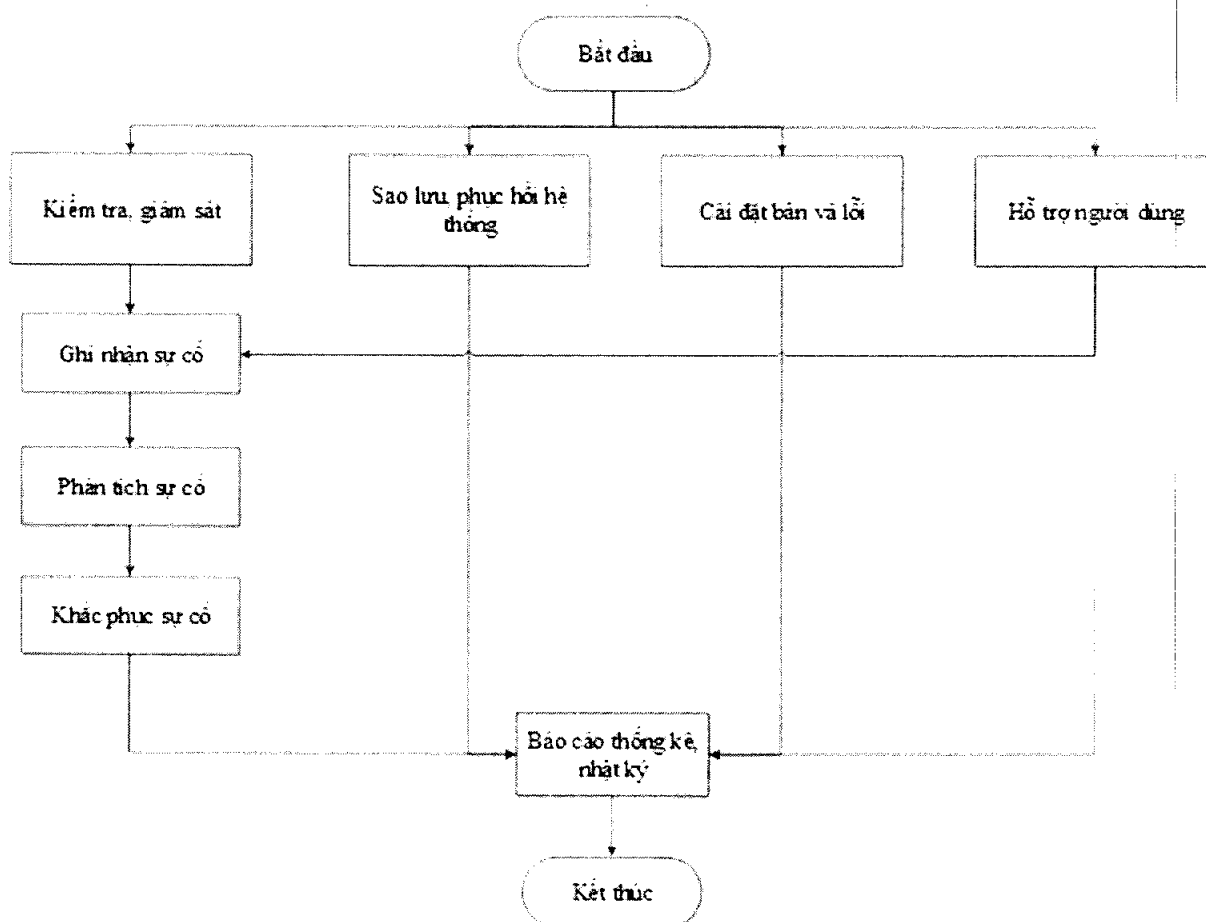 Bắt đầu
Kiểm tra, giám sát
Sao lưu, phục hồi hệ
thống
Cài đặt bản vá lỗi
Hỗ trợ người dùng
Ghi nhận sự cố
Phân tích sự cố
Khắc phục sự cố
Báo cáo thống kê,
nhật ký
Kết thúc